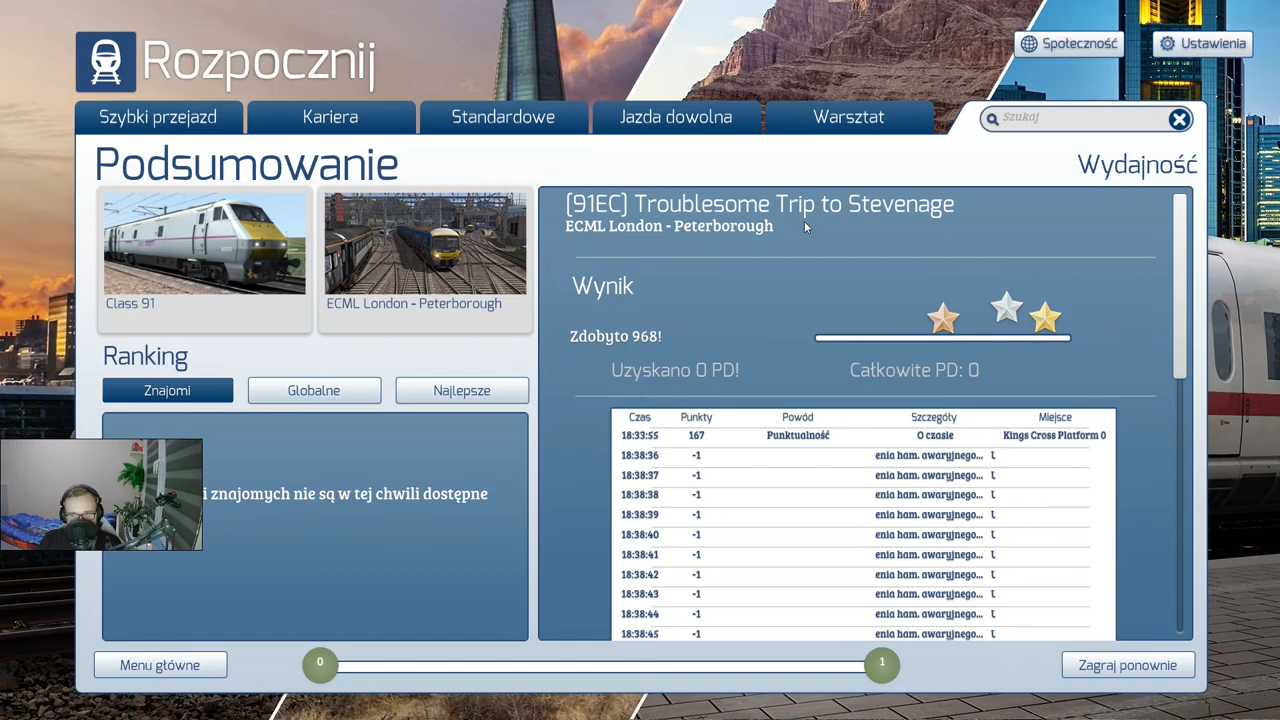 Rozpocznij
Społeczność
Ustawienia
Szybki przejazd
Kariera
Standardowe
Jazda dowolna
Warsztat
Szukaj
Podsumowanie
Wydajność
Class 91
ECML London - Peterborough
[91EC] Troublesome Trip to Stevenage
ECML London - Peterborough
Wynik
Zdobyto 968!
Uzyskano 0 PD!
Całkowite PD: 0
Ranking
Znajomi
Globalne
Najlepsze
i znajomych nie są w tej chwili dostępne
Czas Punkty Powód Szczegóły Miejsce
18:33:55 167 Punktualność O czasie Kings Cross Platform 0
18:38:36 -1 enia ham. awaryjnego...
18:38:37 -1 enia ham. awaryjnego...
18:38:38 -1 enia ham. awaryjnego...
18:38:39 -1 enia ham. awaryjnego...
18:38:40 -1 enia ham. awaryjnego...
18:38:41 -1 enia ham. awaryjnego...
18:38:42 -1 enia ham. awaryjnego...
18:38:43 -1 enia ham. awaryjnego...
18:38:44 -1 enia ham. awaryjnego...
18:38:45 -1 enia ham. awaryjnego...
Menu główne
0
1
Zagraj ponownie